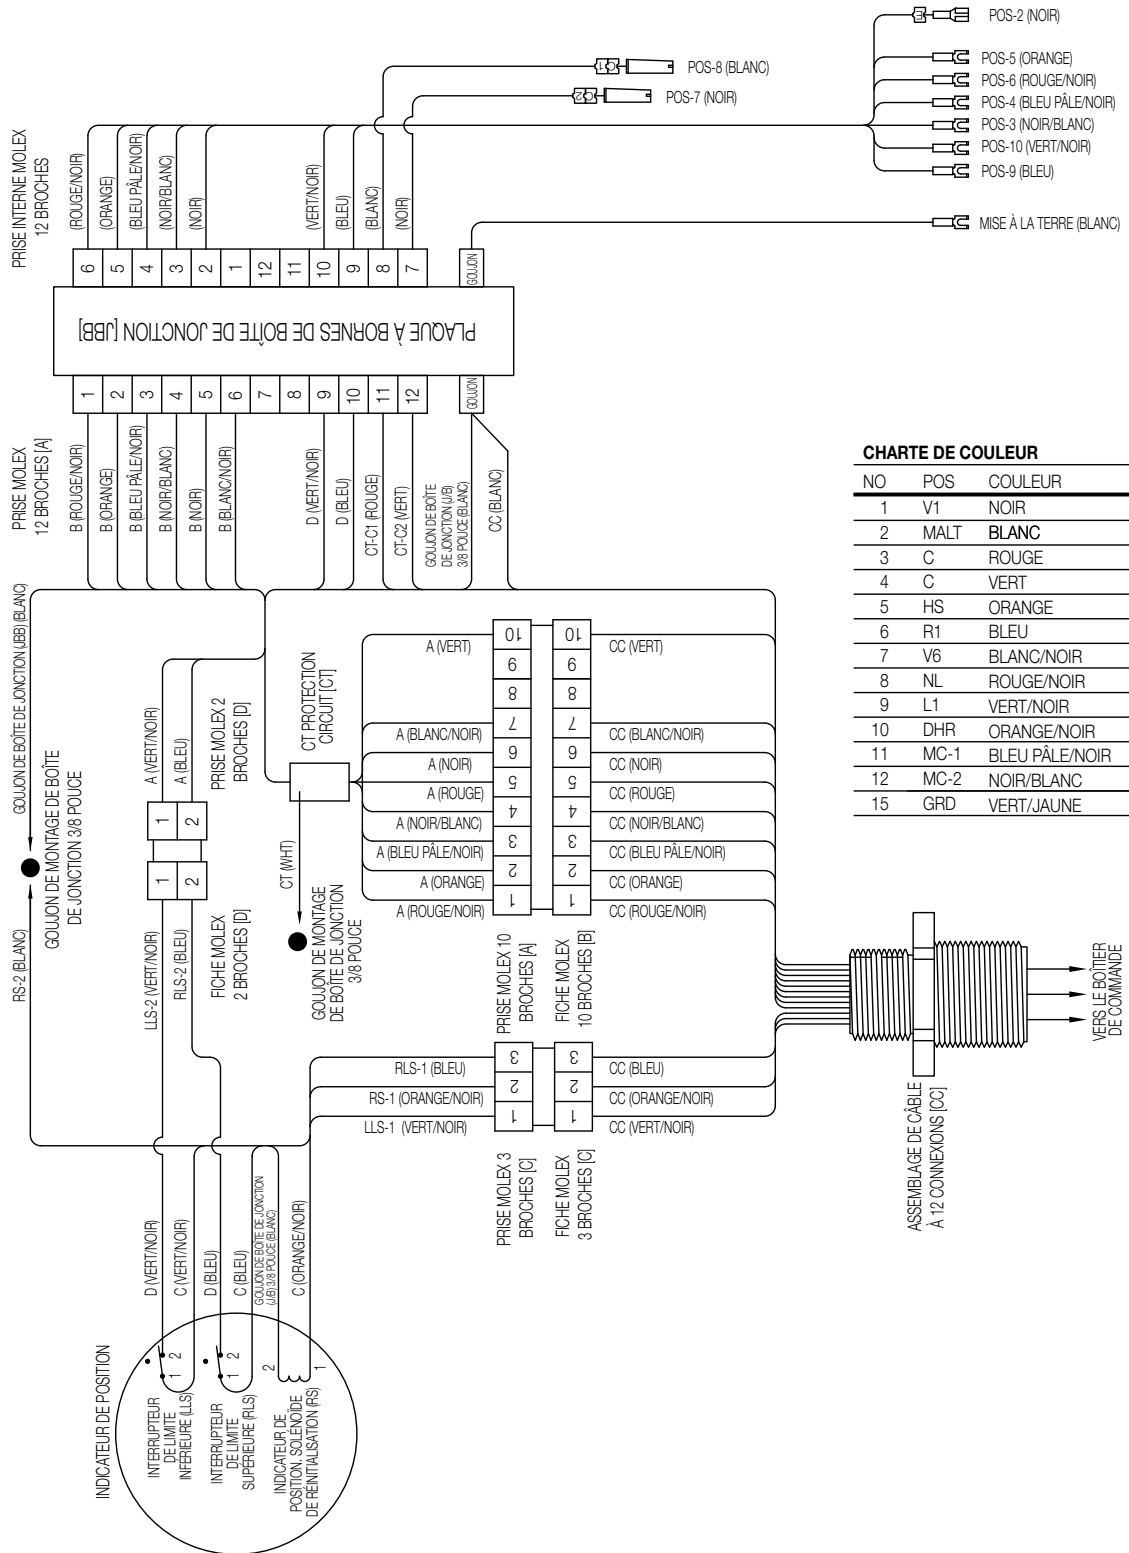 POS-2 (NOIR)
POS-5 (ORANGE)
POS-6 (ROUGE/NOIR)
POS-4 (BLEU PÂLE/NOIR)
POS-3 (NOIR/BLANC)
POS-10 (VERT/NOIR)
POS-9 (BLEU)
MISE À LA TERRE (BLANC)
E
C1
POS-8 (BLANC)
C2
POS-7 (NOIR)
PRISE INTERNE MOLEX
12 BROCHES
(ROUGE/NOIR)
(ORANGE)
(BLEU PÂLE/NOIR)
(NOIR/BLANC)
(NOIR)
(VERT/NOIR)
(BLEU)
(BLANC)
(NOIR)
6
5
4
3
2
1
12
11
10
9
8
7
GOUJON
PLAQUE À BORNES DE BOÎTE DE JONCTION [JBB]
1
2
3
4
5
6
7
8
9
10
11
12
GOUJON
PRISE MOLEX
12 BROCHES [A]
B (ROUGE/NOIR)
B (ORANGE)
B (BLEU PÂLE/NOIR)
B (NOIR/BLANC)
B (NOIR)
B (BLANC/NOIR)
D (VERT/NOIR)
D (BLEU)
CT-C1 (ROUGE)
CT-C2 (VERT)
GOUJON DE BOÎTE
DE JONCTION (J/B)
3/8 POUCE (BLANC)
CC (BLANC)
CHARTE DE COULEUR
NO POS COULEUR
1 V1 NOIR
2 MALT BLANC
3 C ROUGE
4 C VERT
5 HS ORANGE
6 R1 BLEU
7 V6 BLANC/NOIR
8 NL ROUGE/NOIR
9 L1 VERT/NOIR
10 DHR ORANGE/NOIR
11 MC-1 BLEU PÂLE/NOIR
12 MC-2 NOIR/BLANC
15 GRD VERT/JAUNE
GOUJON DE BOÎTE DE JONCTION (JBB) (BLANC)
GOUJON DE MONTAGE DE BOÎTE
DE JONCTION 3/8 POUCE
RS-2 (BLANC)
A (VERT/NOIR)
A (BLEU)
PRISE MOLEX 2
BROCHES [D]
1
2
1
2
LLS-2 (VERT/NOIR)
RLS-2 (BLEU)
FICHE MOLEX
2 BROCHES [D]
CT PROTECTION
CIRCUIT [CT]
CT (WHT)
GOUJON DE MONTAGE
DE BOÎTE DE JONCTION
3/8 POUCE
A (VERT)
A (BLANC/NOIR)
A (NOIR)
A (ROUGE)
A (NOIR/BLANC)
A (BLEU PÂLE/NOIR)
A (ORANGE)
A (ROUGE/NOIR)
10
9
8
7
6
5
4
3
2
1
10
9
8
7
6
5
4
3
2
1
CC (VERT)
CC (BLANC/NOIR)
CC (NOIR)
CC (ROUGE)
CC (NOIR/BLANC)
CC (BLEU PÂLE/NOIR)
CC (ORANGE)
CC (ROUGE/NOIR)
PRISE MOLEX 10
BROCHES [A]
FICHE MOLEX
10 BROCHES [B]
RLS-1 (BLEU)
RS-1 (ORANGE/NOIR)
LLS-1 (VERT/NOIR)
3
2
1
3
2
1
CC (BLEU)
CC (ORANGE/NOIR)
CC (VERT/NOIR)
PRISE MOLEX 3
BROCHES [C]
FICHE MOLEX
3 BROCHES [C]
VERS LE BOÎTIER
DE COMMANDE
ASSEMBLAGE DE CÂBLE
À 12 CONNEXIONS [CC]
D (VERT/NOIR)
C (VERT/NOIR)
D (BLEU)
C (BLEU)
GOUJON DE BOÎTE DE JONCTION
(J/B) 3/8 POUCE (BLANC)
C (ORANGE/NOIR)
INDICATEUR DE POSITION
1 2
1 2
2
1
INTERRUPTEUR
DE LIMITE
INFÉRIEURE (LLS)
INTERRUPTEUR
DE LIMITE
SUPÉRIEURE (RLS)
INDICATEUR DE
POSITION. SOLÉNOÏDE
DE RÉINITIALISATION (RS)